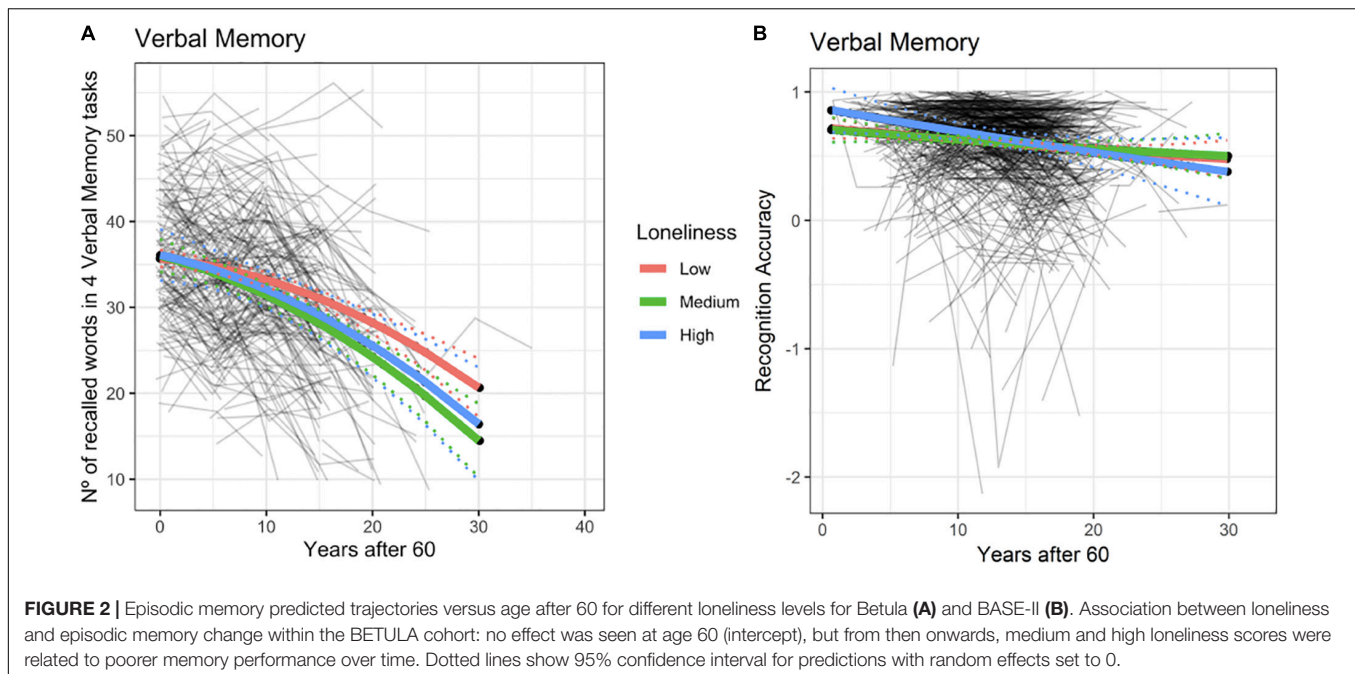 A
Verbal Memory
Nº of recalled words in 4 Verbal Memory tasks
50
40
30
20
10
0
10
20
30
40
Years after 60
Loneliness
Low
Medium
High
B
Verbal Memory
Recognition Accuracy
1
0
-1
-2
0
10
20
30
Years after 60
FIGURE 2 | Episodic memory predicted trajectories versus age after 60 for different loneliness levels for Betula (A) and BASE-II (B). Association between loneliness
and episodic memory change within the BETULA cohort: no effect was seen at age 60 (intercept), but from then onwards, medium and high loneliness scores were
related to poorer memory performance over time. Dotted lines show 95% confidence interval for predictions with random effects set to 0.